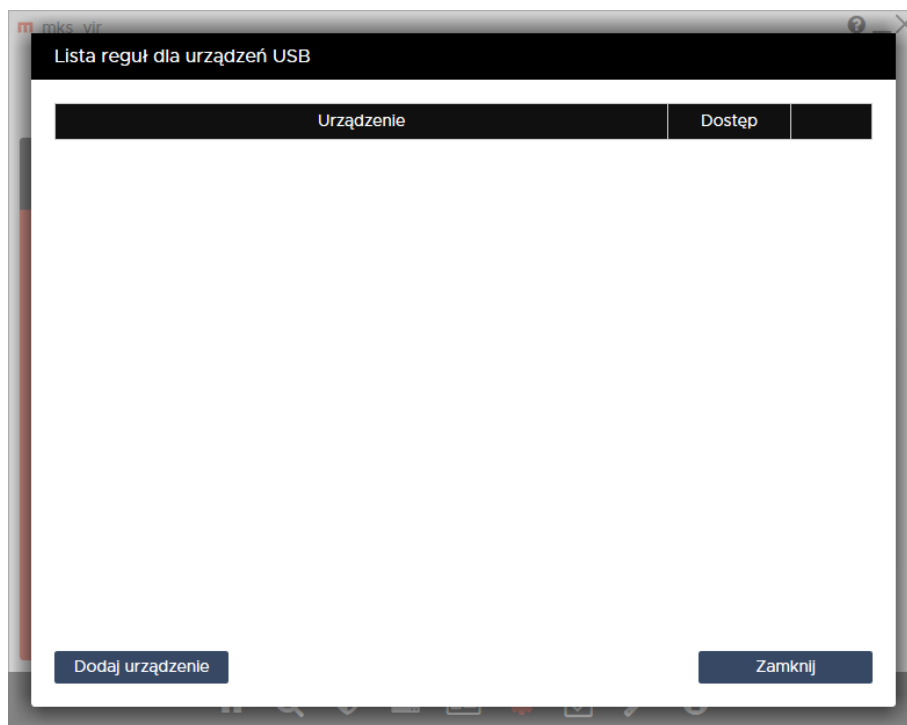 mks_vir
Lista reguł dla urządzeń USB
Urządzenie Dostęp
Dodaj urządzenie Zamknij